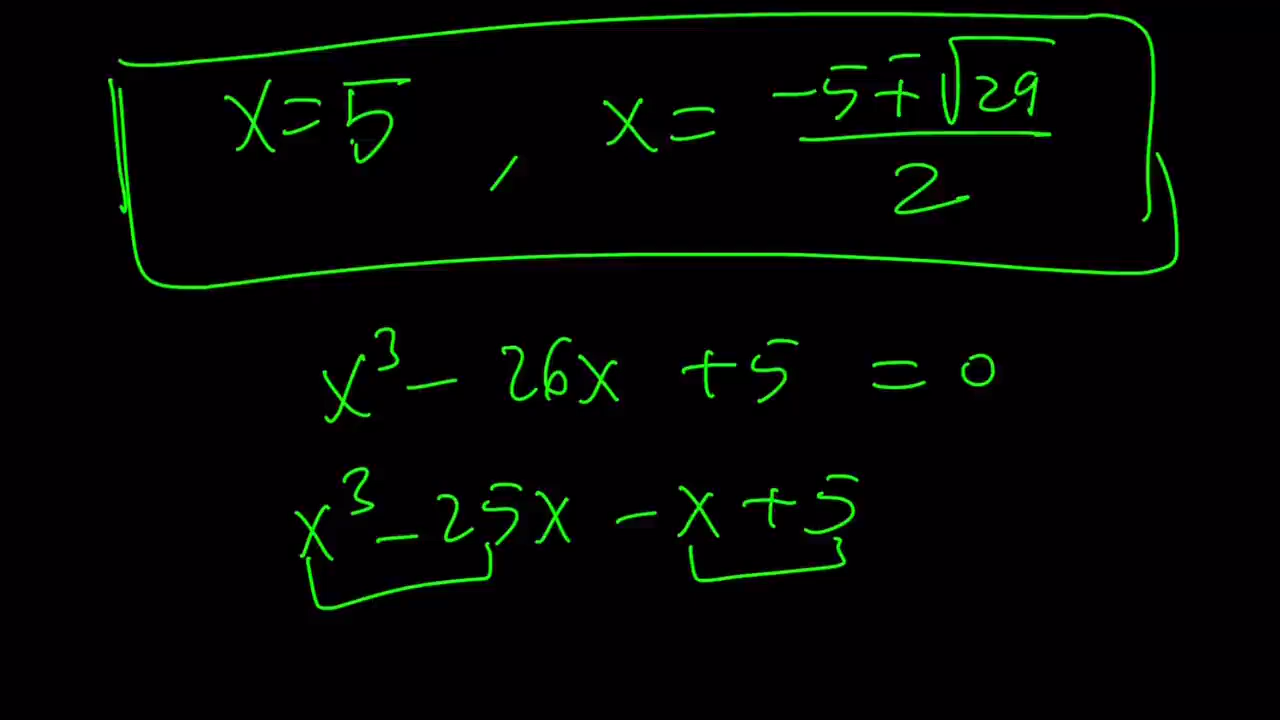 x = 5 , x = (-5 ∓ √29)/2
x³ - 26x + 5 = 0
x³ - 25x - x + 5